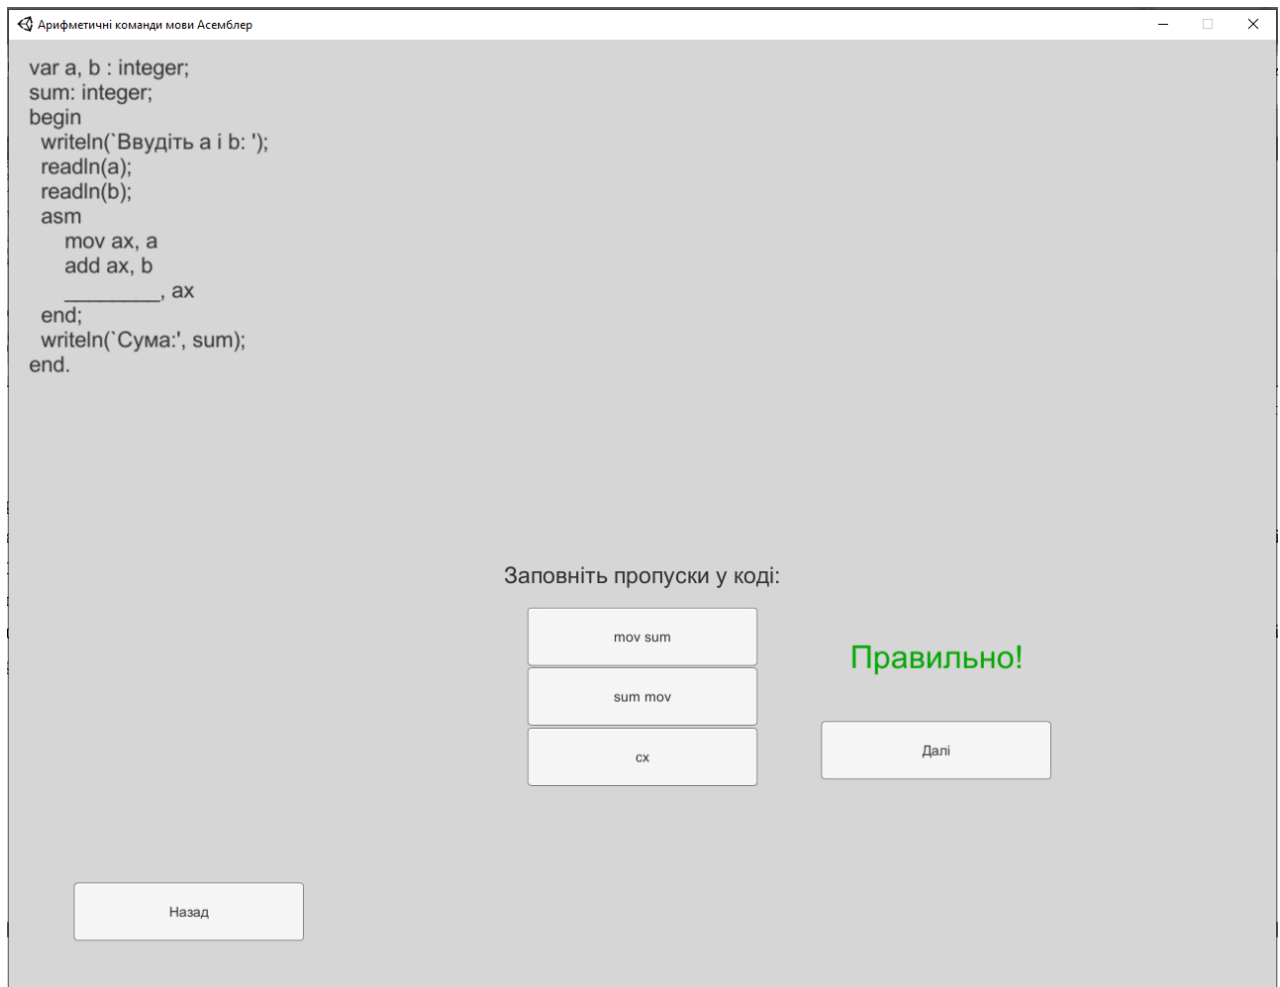 Арифметичні команди мови Асемблер
var a, b : integer;
sum: integer;
begin
writeln(`Ввудіть a і b: ');
readln(a);
readln(b);
asm
mov ax, a
add ax, b
________, ax
end;
writeln(`Сума:', sum);
end.
Заповніть пропуски у коді:
mov sum
sum mov
cx
Правильно!
Далі
Назад